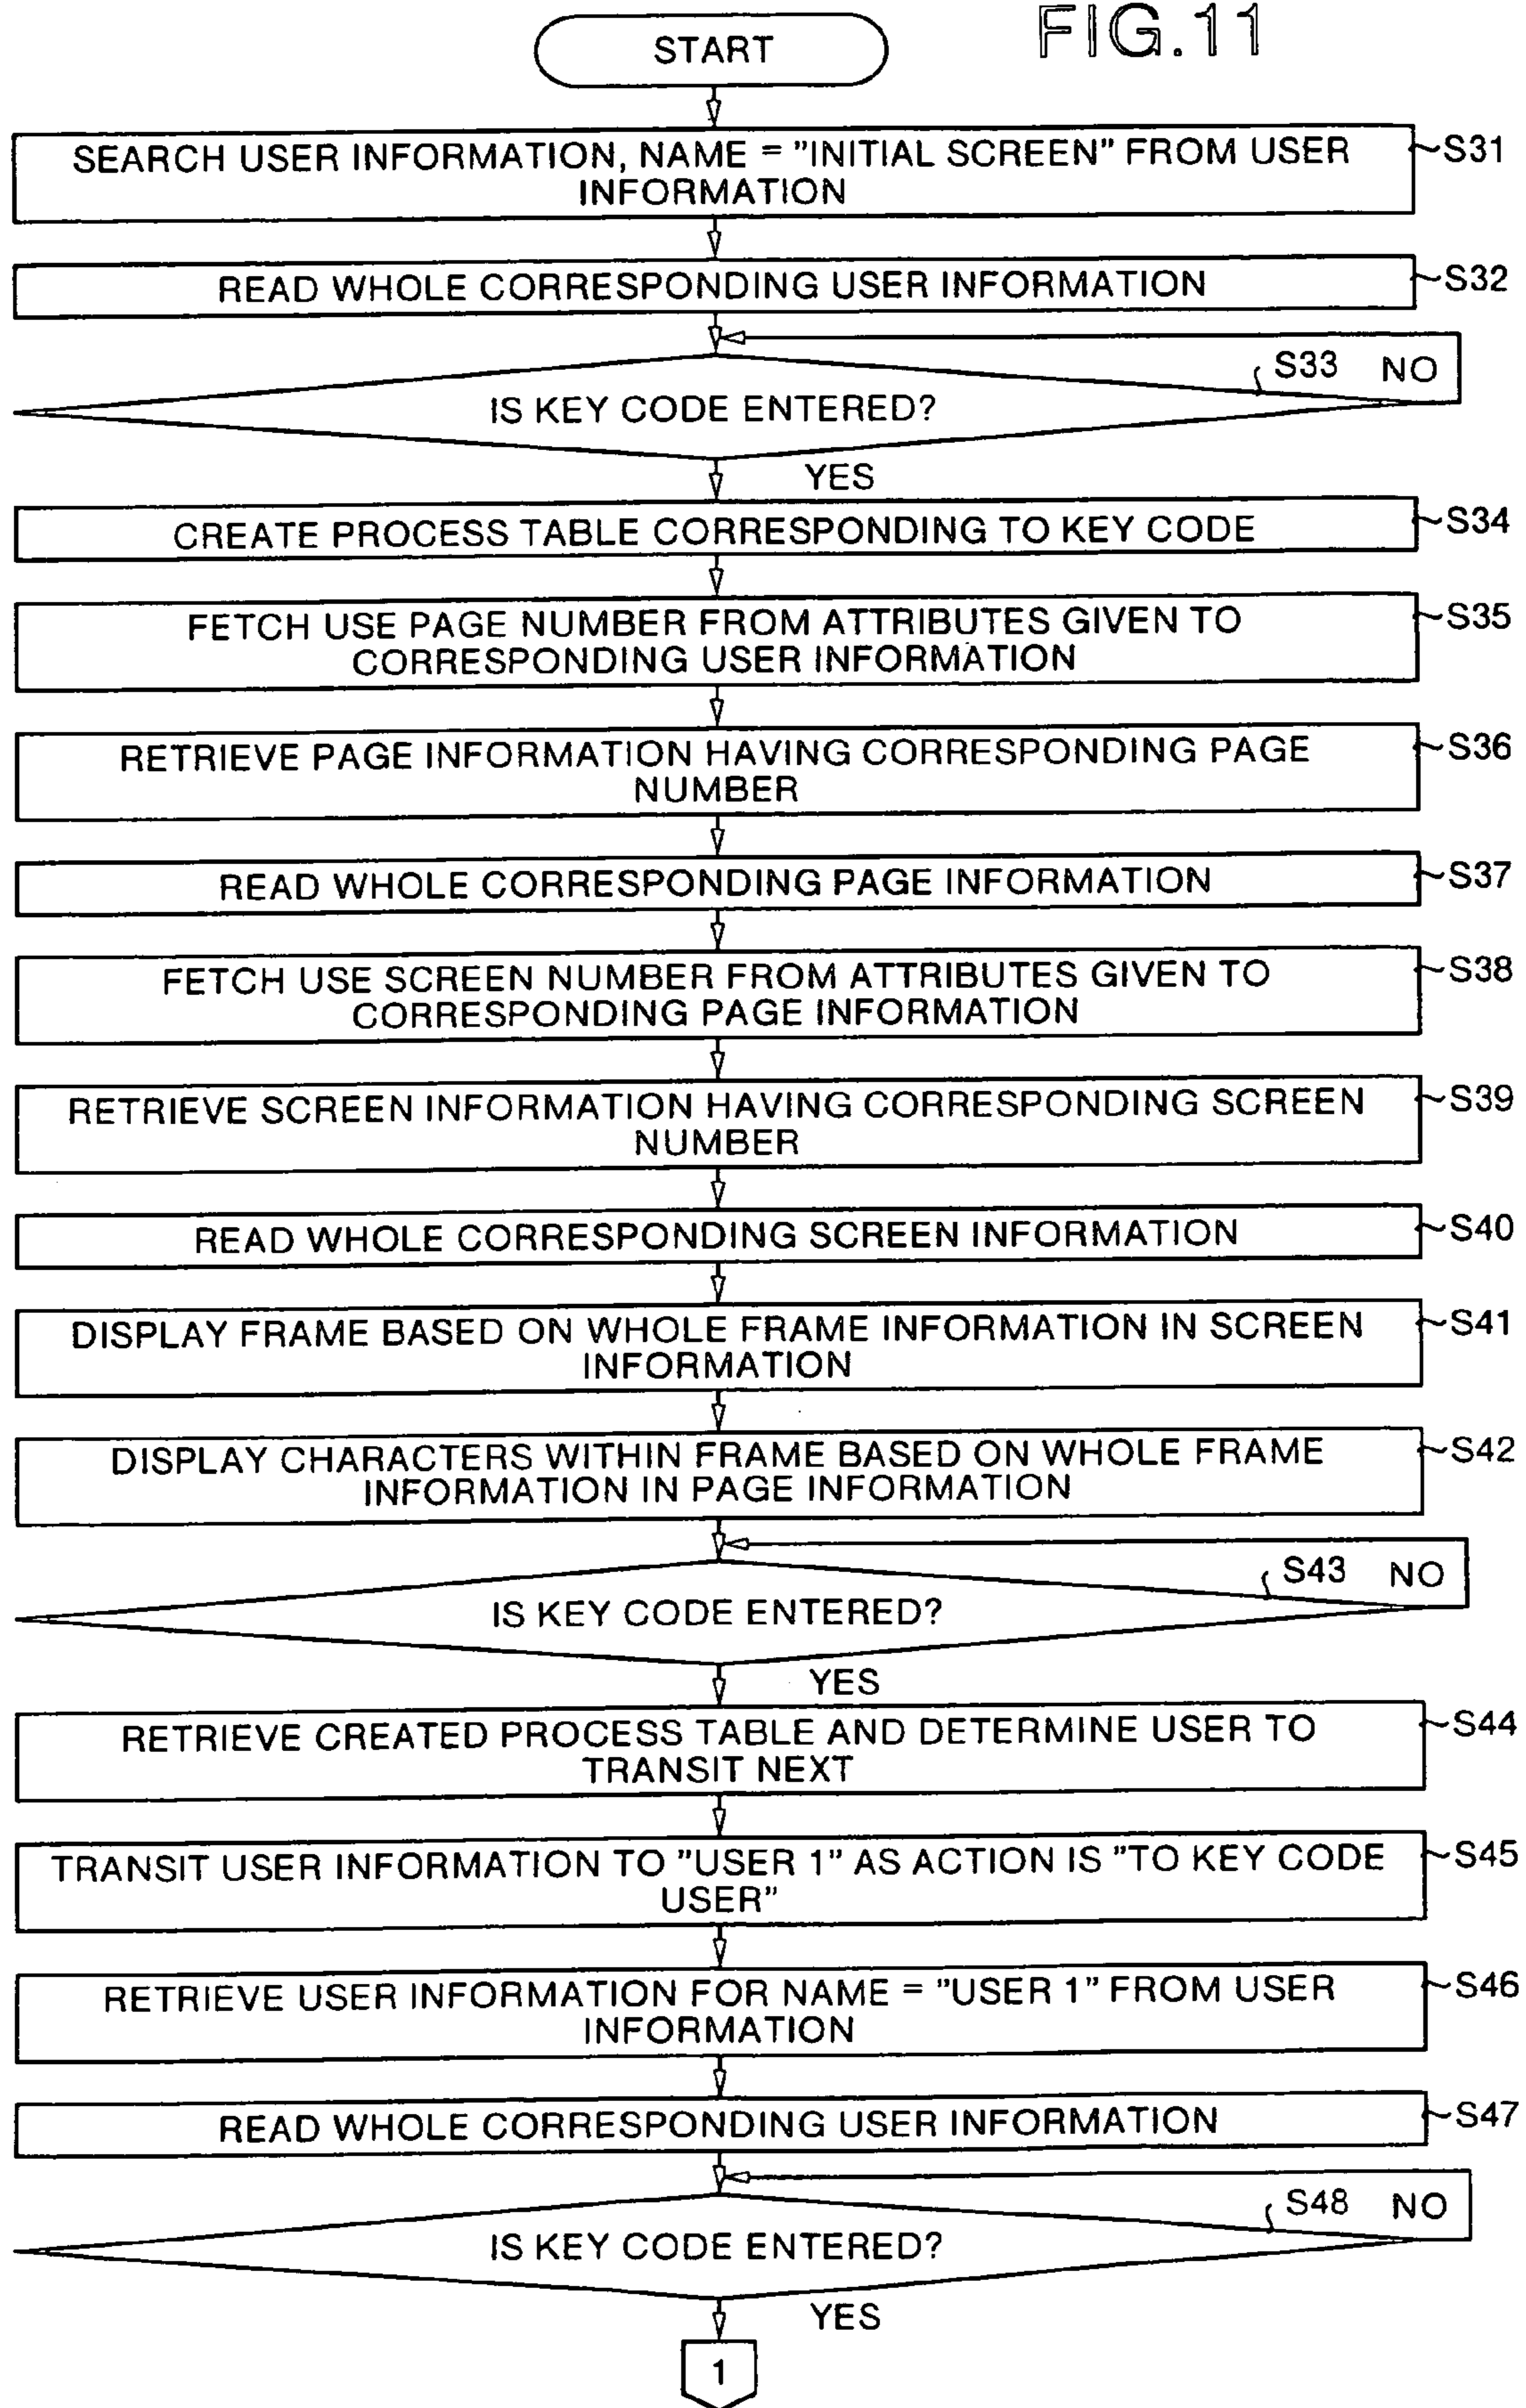 FIG.11
START
SEARCH USER INFORMATION, NAME = "INITIAL SCREEN" FROM USER
INFORMATION
S31
READ WHOLE CORRESPONDING USER INFORMATION
S32
S33 NO
IS KEY CODE ENTERED?
YES
CREATE PROCESS TABLE CORRESPONDING TO KEY CODE
S34
FETCH USE PAGE NUMBER FROM ATTRIBUTES GIVEN TO
CORRESPONDING USER INFORMATION
S35
RETRIEVE PAGE INFORMATION HAVING CORRESPONDING PAGE
NUMBER
S36
READ WHOLE CORRESPONDING PAGE INFORMATION
S37
FETCH USE SCREEN NUMBER FROM ATTRIBUTES GIVEN TO
CORRESPONDING PAGE INFORMATION
S38
RETRIEVE SCREEN INFORMATION HAVING CORRESPONDING SCREEN
NUMBER
S39
READ WHOLE CORRESPONDING SCREEN INFORMATION
S40
DISPLAY FRAME BASED ON WHOLE FRAME INFORMATION IN SCREEN
INFORMATION
S41
DISPLAY CHARACTERS WITHIN FRAME BASED ON WHOLE FRAME
INFORMATION IN PAGE INFORMATION
S42
S43 NO
IS KEY CODE ENTERED?
YES
RETRIEVE CREATED PROCESS TABLE AND DETERMINE USER TO
TRANSIT NEXT
S44
TRANSIT USER INFORMATION TO "USER 1" AS ACTION IS "TO KEY CODE
USER"
S45
RETRIEVE USER INFORMATION FOR NAME = "USER 1" FROM USER
INFORMATION
S46
READ WHOLE CORRESPONDING USER INFORMATION
S47
S48 NO
IS KEY CODE ENTERED?
YES
1